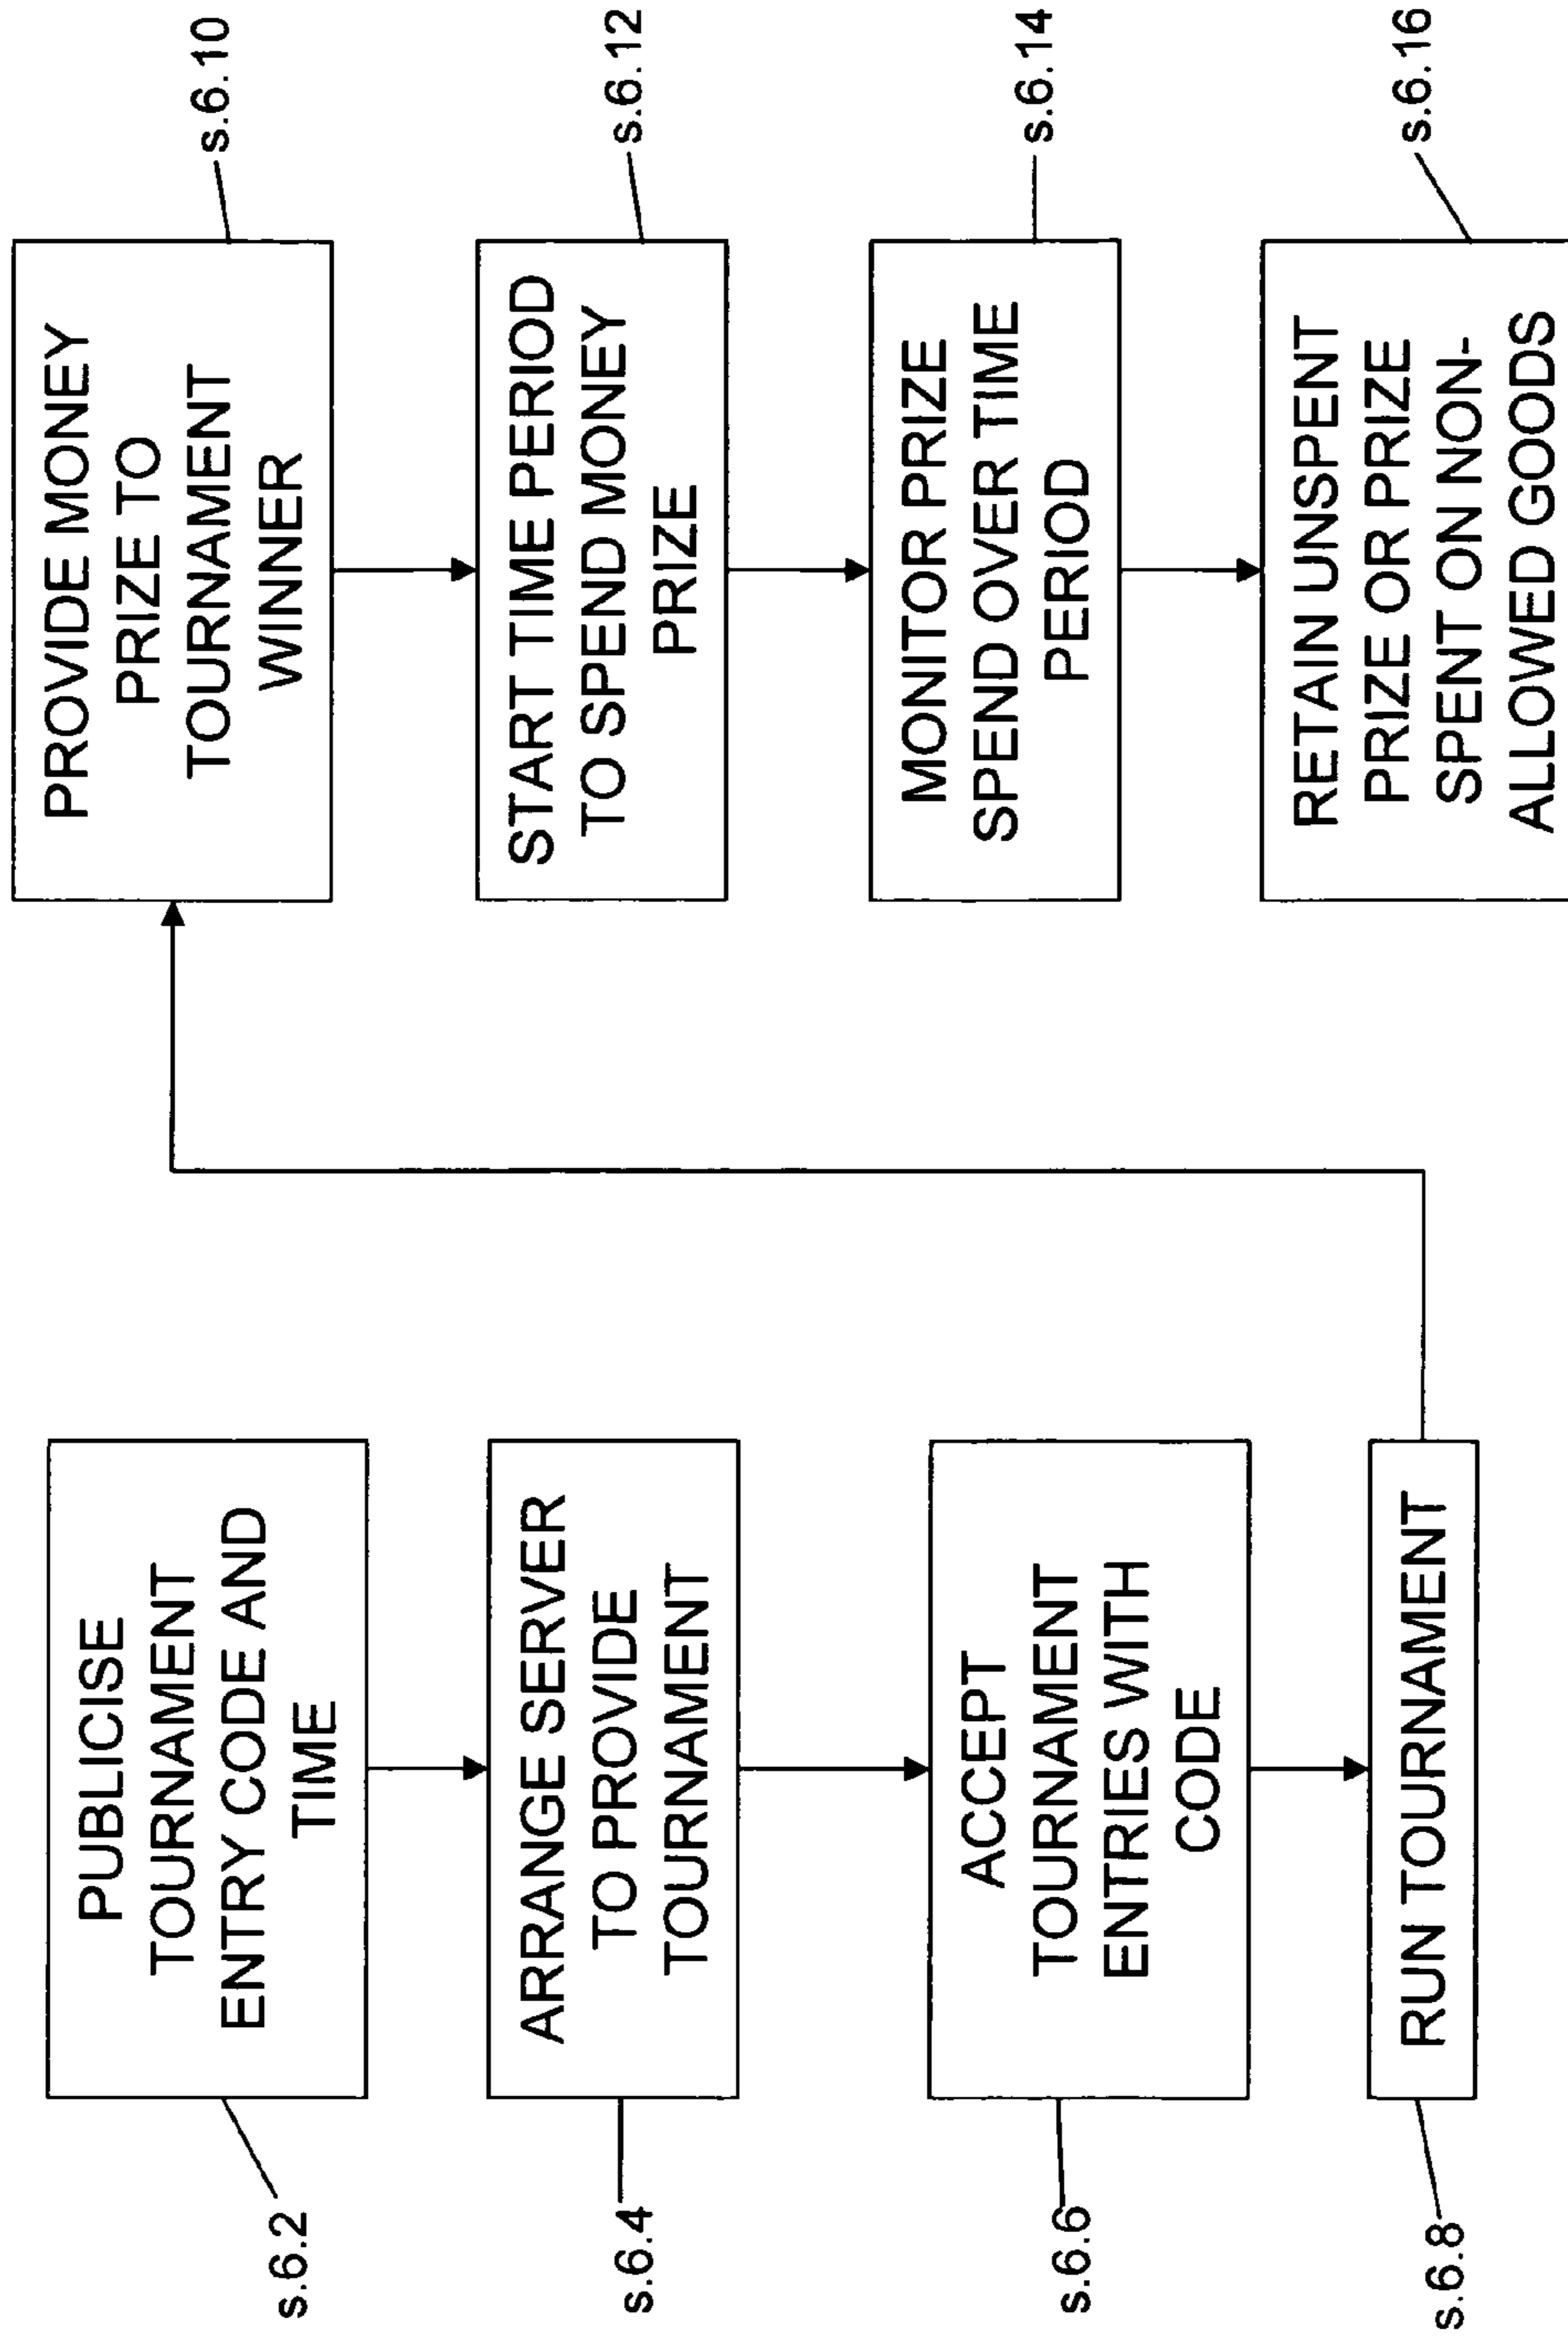 s.6.2
PUBLICISE
TOURNAMENT
ENTRY CODE AND
TIME
s.6.4
ARRANGE SERVER
TO PROVIDE
TOURNAMENT
s.6.6
ACCEPT
TOURNAMENT
ENTRIES WITH
CODE
s.6.8
RUN TOURNAMENT
PROVIDE MONEY
PRIZE TO
TOURNAMENT
WINNER
s.6.10
START TIME PERIOD
TO SPEND MONEY
PRIZE
s.6.12
MONITOR PRIZE
SPEND OVER TIME
PERIOD
s.6.14
RETAIN UNSPENT
PRIZE OR PRIZE
SPENT ON NON-
ALLOWED GOODS
s.6.16